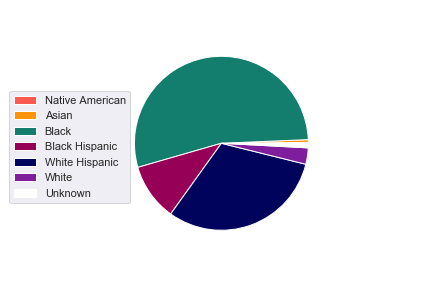 Native American
Asian
Black
Black Hispanic
White Hispanic
White
Unknown